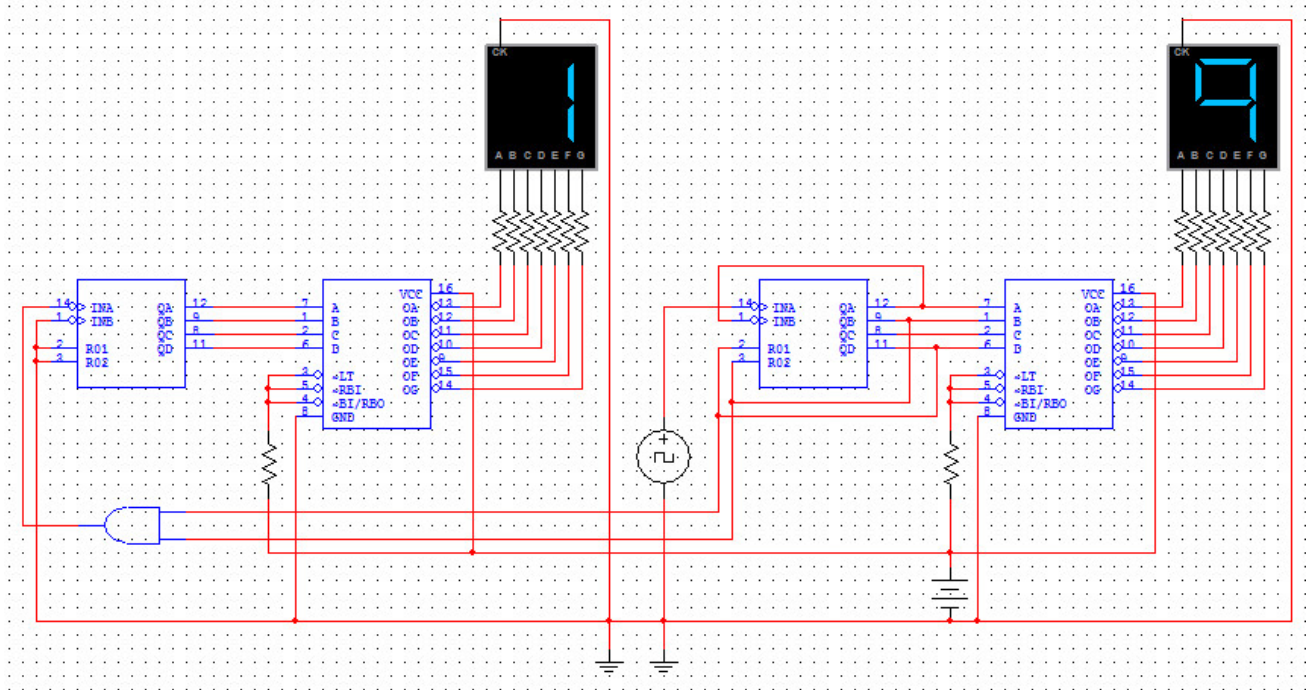 CK
A B C D E F G
CK
A B C D E F G
14 INA QA 12
1 INB QB 9
QC 8
2 R01 QD 11
3 R02
VCC 16
7 A OA 13
1 B OB 12
2 C OC 11
6 D OD 10
OE 9
3 LT OF 15
5 RBI OG 14
4 BI/RBO
8 GND
14 INA QA 12
1 INB QB 9
QC 8
2 R01 QD 11
3 R02
VCC 16
7 A OA 13
1 B OB 12
2 C OC 11
6 D OD 10
OE 9
3 LT OF 15
5 RBI OG 14
4 BI/RBO
8 GND